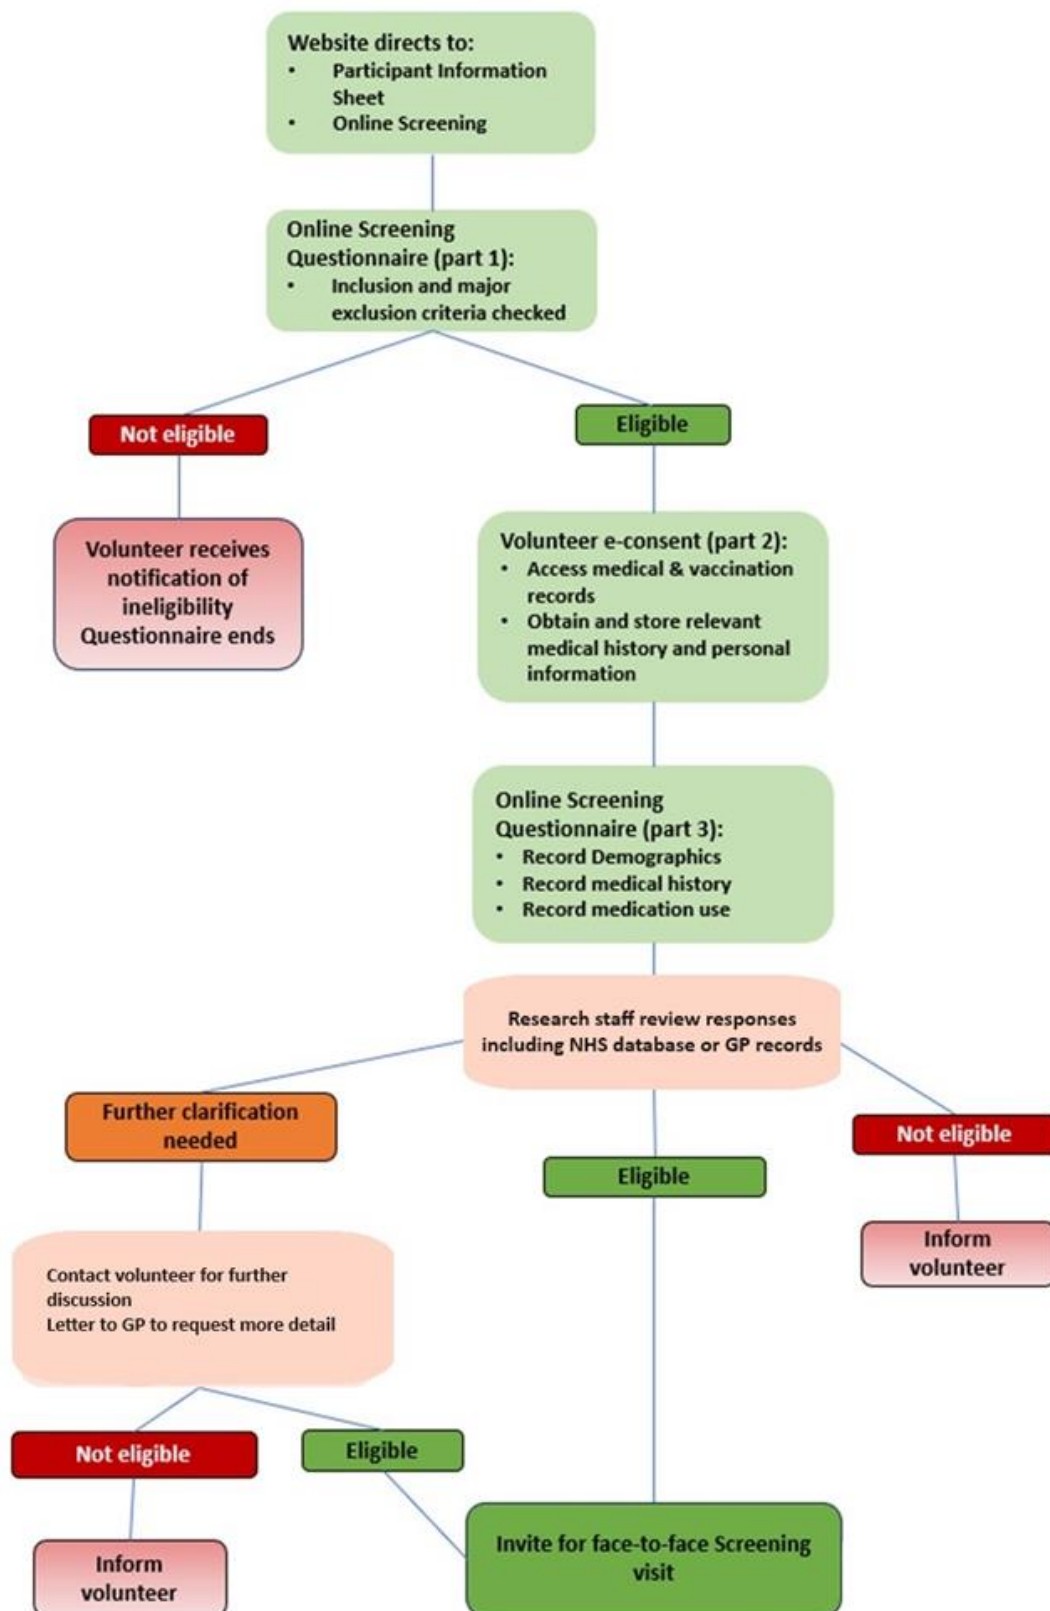 Website directs to:
• Participant Information
Sheet
• Online Screening
Online Screening
Questionnaire (part 1):
• Inclusion and major
exclusion criteria checked
Not eligible
Eligible
Volunteer receives
notification of
ineligibility
Questionnaire ends
Volunteer e-consent (part 2):
• Access medical & vaccination
records
• Obtain and store relevant
medical history and personal
information
Online Screening
Questionnaire (part 3):
• Record Demographics
• Record medical history
• Record medication use
Research staff review responses
including NHS database or GP records
Further clarification
needed
Eligible
Not eligible
Inform
volunteer
Contact volunteer for further
discussion
Letter to GP to request more detail
Not eligible
Eligible
Inform
volunteer
Invite for face-to-face Screening
visit